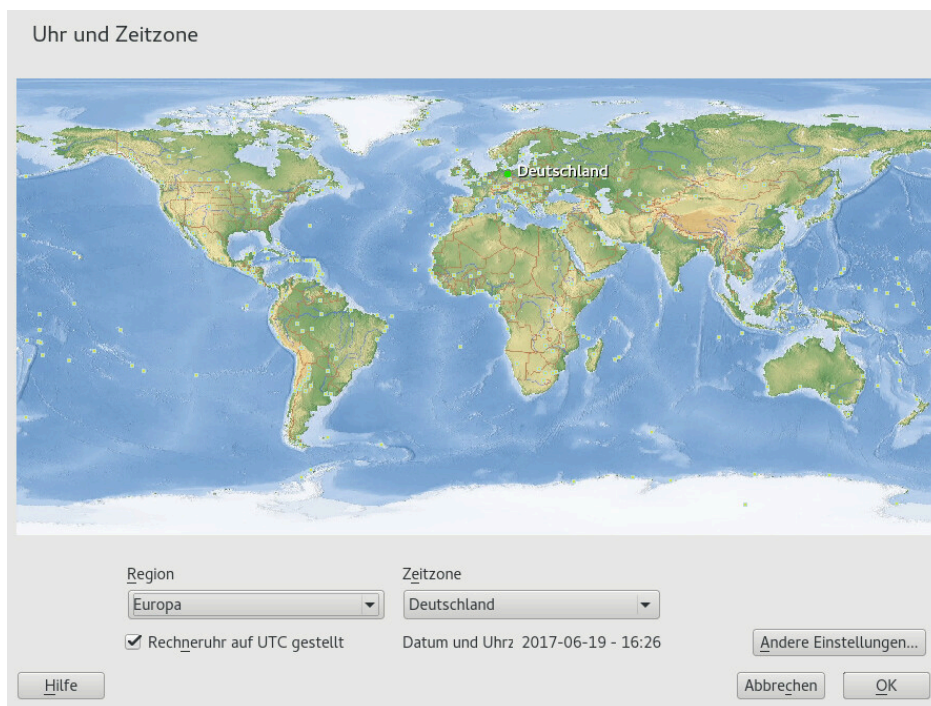 Uhr und Zeitzone
Deutschland
Region
Zeitzone
Europa
Deutschland
Rechneruhr auf UTC gestellt
Datum und Uhrz 2017-06-19 - 16:26
Andere Einstellungen...
Hilfe
Abbrechen
OK